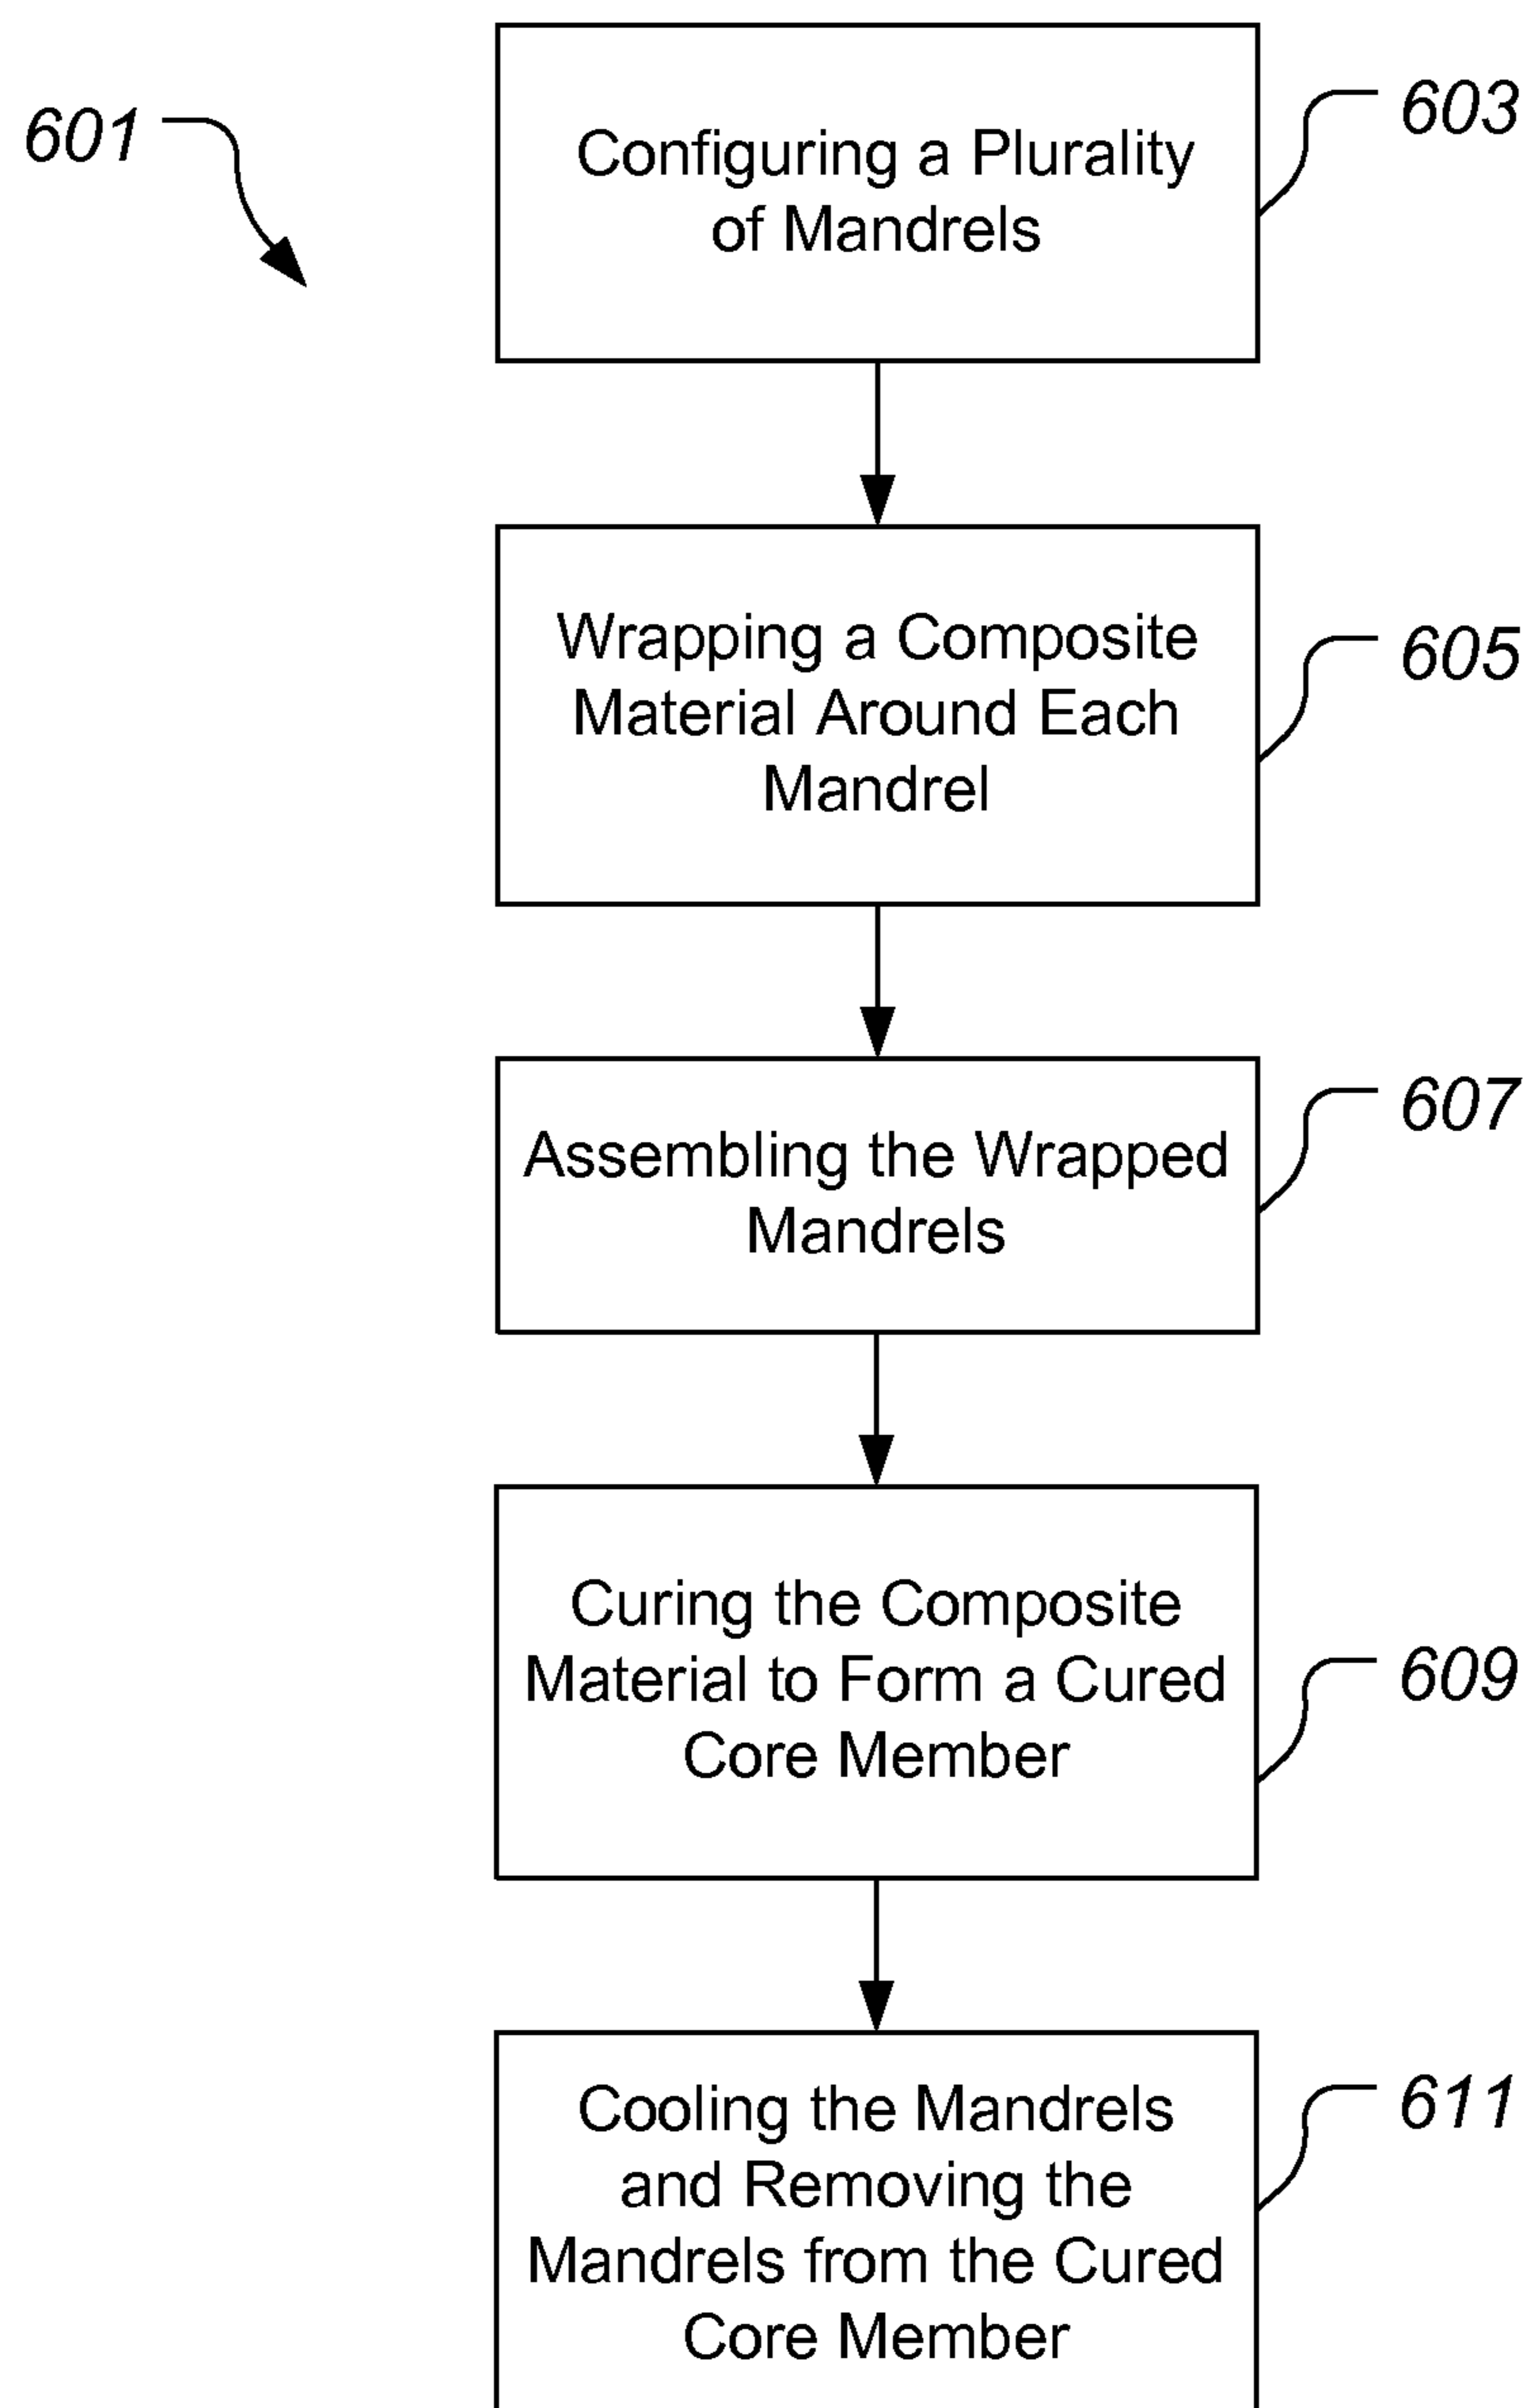 601
603
Configuring a Plurality
of Mandrels
605
Wrapping a Composite
Material Around Each
Mandrel
607
Assembling the Wrapped
Mandrels
609
Curing the Composite
Material to Form a Cured
Core Member
611
Cooling the Mandrels
and Removing the
Mandrels from the Cured
Core Member